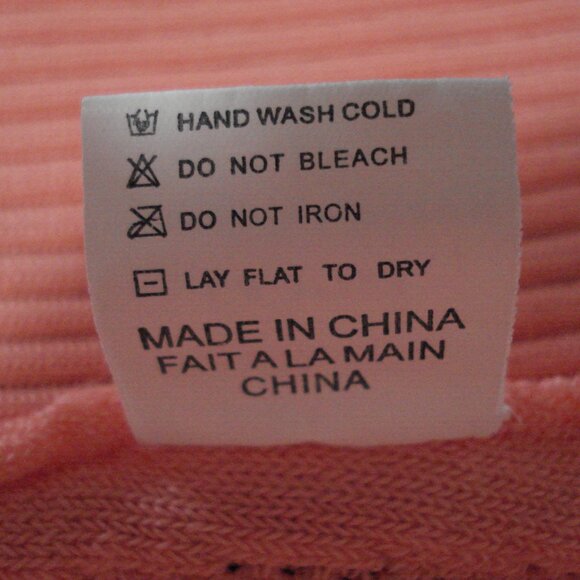 HAND WASH COLD
DO NOT BLEACH
DO NOT IRON
LAY FLAT TO DRY
MADE IN CHINA
FAIT A LA MAIN
CHINA